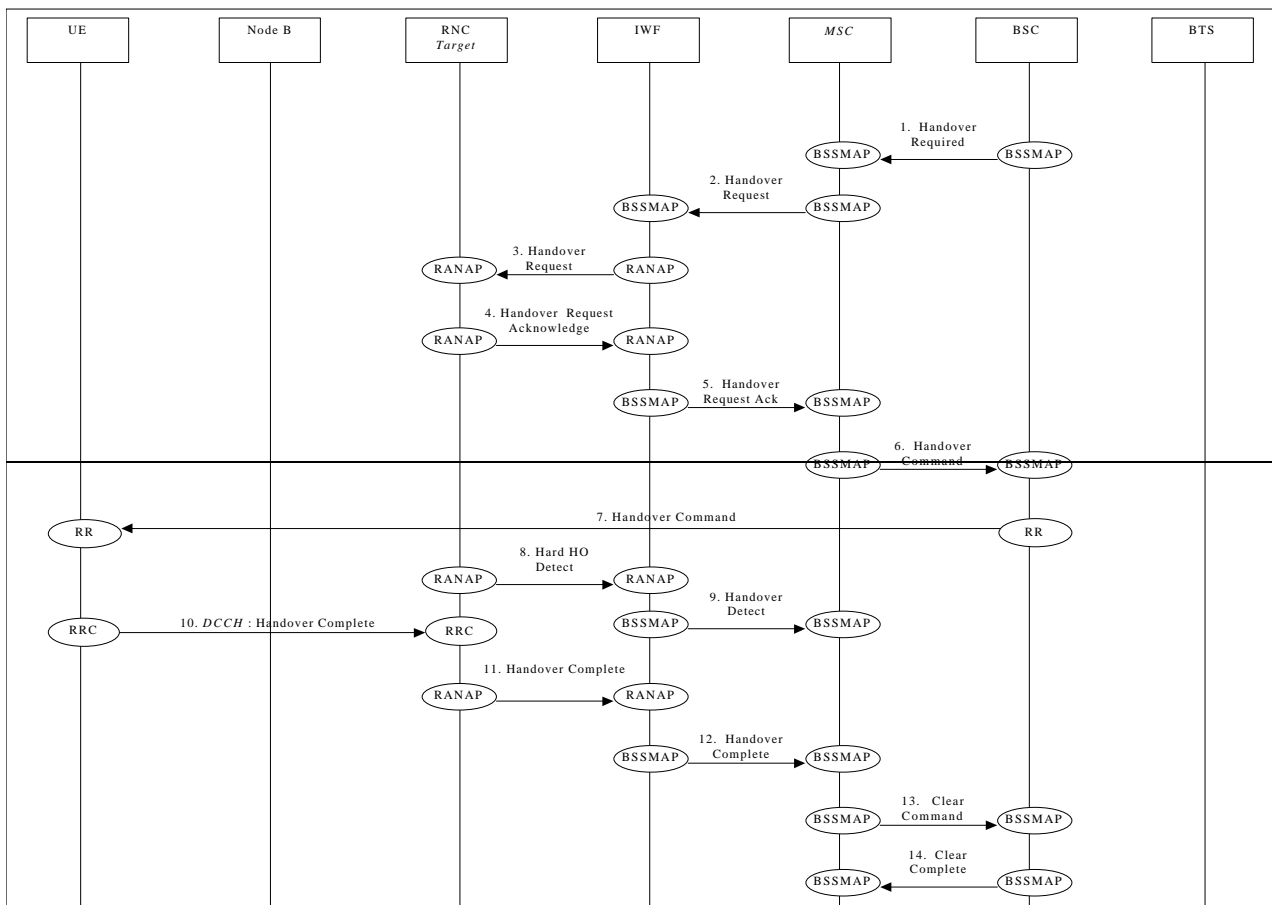 UE
Node B
RNC
Target
IWF
MSC
BSC
BTS
1. Handover
Required
BSSMAP
BSSMAP
2. Handover
Request
BSSMAP
BSSMAP
3. Handover
Request
RANAP
RANAP
4. Handover Request
Acknowledge
RANAP
RANAP
5. Handover
Request Ack
BSSMAP
BSSMAP
6. Handover
Command
BSSMAP
BSSMAP
7. Handover Command
RR
RR
8. Hard HO
Detect
RANAP
RANAP
9. Handover
Detect
BSSMAP
BSSMAP
10. DCCH : Handover Complete
RRC
RRC
11. Handover Complete
RANAP
RANAP
12. Handover
Complete
BSSMAP
BSSMAP
13. Clear
Command
BSSMAP
BSSMAP
14. Clear
Complete
BSSMAP
BSSMAP